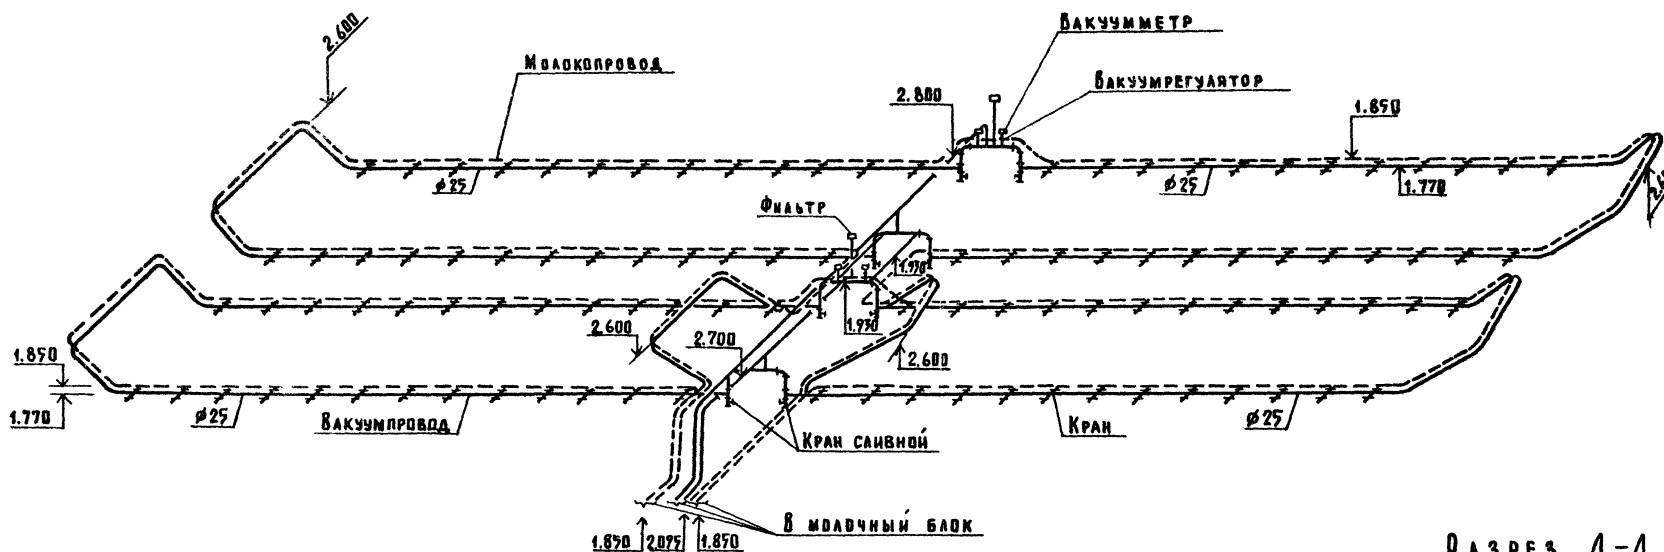 2.600
Молокопровод
Вакуумметр
Вакуумрегулятор
2.800
1.850
ø25
ø25
1.770
Фильтр
1.930
1.930
2.600
2.700
2.600
1.850
1.770
ø25
Вакуумпровод
Кран сливной
Кран
ø25
В молочный блок
1.850
2.075
1.850
Разрез 1-1